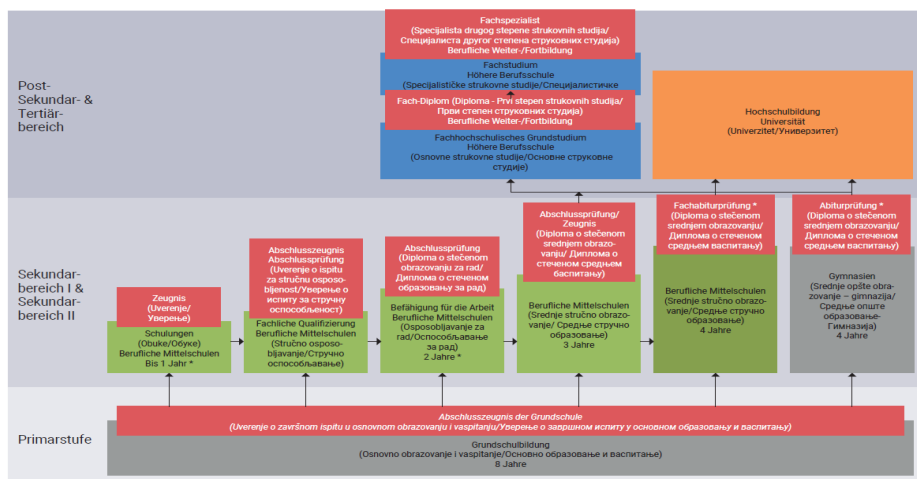 Post-
Sekundar- &
Tertiär-
bereich
Fachspezialist
(Specijalista drugog stepene strukovnih studija/
Специјалиста другог степена струковних студија)
Berufliche Weiter-/Fortbildung
Fachstudium
Höhere Berufsschule
(Specijalističke strukovne studije/Специјалистичке
Fach-Diplom (Diploma - Prvi stepen strukovnih studija/
Први степен струковних студија)
Berufliche Weiter-/Fortbildung
Fachhochschulisches Grundstudium
Höhere Berufsschule
(Osnovne strukovne studije/Основне струковне
студије)
Hochschulbildung
Universität
(Univerzitet/Универзитет)
Sekundar-
bereich I &
Sekundar-
bereich II
Zeugnis
(Uverenje/
Уверење)
Schulungen
(Obuke/Обуке)
Berufliche Mittelschulen
Bis 1 Jahr *
Abschlusszeugnis
Abschlussprüfung
(Uverenje o ispitu
za stručnu osposo-
bljenost/Уверење о
испиту за стручну
оспособљеност)
Fachliche Qualifizierung
Berufliche Mittelschulen
(Stručno osposo-
bljavanje/Стручно
оспособљавање)
Abschlussprüfung
(Diploma o stečenom
obrazovanju za rad/
Диплома о стеченом
образовању за рад)
Befähigung für die Arbeit
Berufliche Mittelschulen
(Osposobljavanje za
rad/Оспособљавање
за рад)
2 Jahre *
Abschlussprüfung/
Zeugnis
(Diploma o stečenom
srednjem obrazo-
vanju/ Диплома о
стеченом средњем
васпитању)
Berufliche Mittelschulen
(Srednje stručno obrazo-
vanje/ Средње стручно
образовање)
3 Jahre
Fachabiturprüfung *
(Diploma o stečenom
srednjem obrazovanju/
Диплома о стеченом
средњем васпитању)
Berufliche Mittelschulen
(Srednje stručno obrazo-
vanje/Средње стручно
образовање)
4 Jahre
Abiturprüfung *
(Diploma o stečenom
srednjem obrazovanju/
Диплома о стеченом
средњем васпитању)
Gymnasien
(Srednje opšte obra-
zovanje – gimnazija/
Средње опште
образовање-
Гимназија)
4 Jahre
Primarstufe
Abschlusszeugnis der Grundschule
(Uverenje o završnom ispitu u osnovnom obrazovanju i vaspitanju/Уверење о завршном испиту у основном образовању и васпитању)
Grundschulbildung
(Osnovno obrazovanje i vaspitanje/Основно образовање и васпитање)
8 Jahre